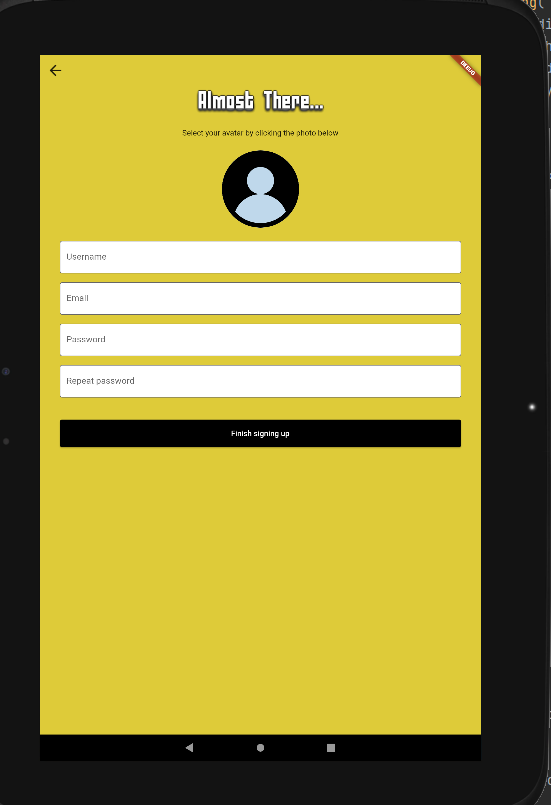 DEBUG
Almost There...
Select your avatar by clicking the photo below
Username
Email
Password
Repeat password
Finish signing up